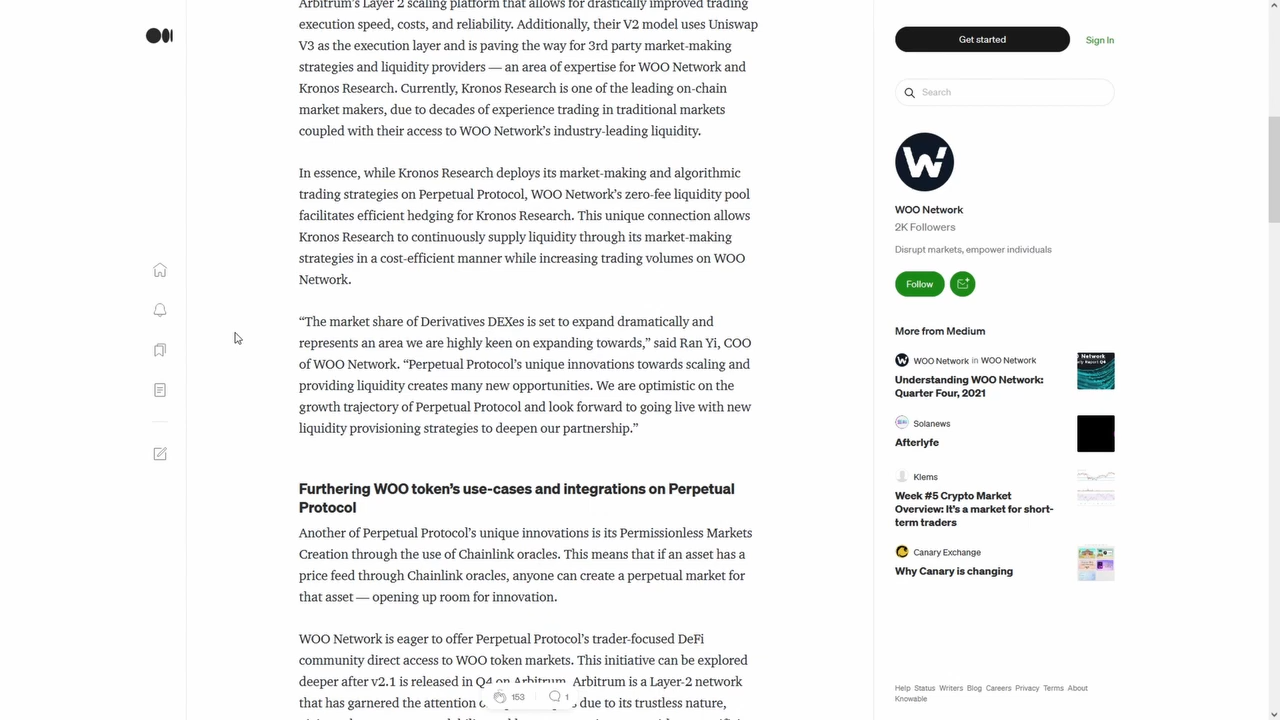 Arbitrum's Layer 2 scaling platform that allows for drastically improved trading
execution speed, costs, and reliability. Additionally, their V2 model uses Uniswap
V3 as the execution layer and is paving the way for 3rd party market-making
strategies and liquidity providers — an area of expertise for WOO Network and
Kronos Research. Currently, Kronos Research is one of the leading on-chain
market makers, due to decades of experience trading in traditional markets
coupled with their access to WOO Network's industry-leading liquidity.
In essence, while Kronos Research deploys its market-making and algorithmic
trading strategies on Perpetual Protocol, WOO Network's zero-fee liquidity pool
facilitates efficient hedging for Kronos Research. This unique connection allows
Kronos Research to continuously supply liquidity through its market-making
strategies in a cost-efficient manner while increasing trading volumes on WOO
Network.
“The market share of Derivatives DEXes is set to expand dramatically and
represents an area we are highly keen on expanding towards,” said Ran Yi, COO
of WOO Network. “Perpetual Protocol's unique innovations towards scaling and
providing liquidity creates many new opportunities. We are optimistic on the
growth trajectory of Perpetual Protocol and look forward to going live with new
liquidity provisioning strategies to deepen our partnership.”
Furthering WOO token's use-cases and integrations on Perpetual
Protocol
Another of Perpetual Protocol's unique innovations is its Permissionless Markets
Creation through the use of Chainlink oracles. This means that if an asset has a
price feed through Chainlink oracles, anyone can create a perpetual market for
that asset — opening up room for innovation.
WOO Network is eager to offer Perpetual Protocol's trader-focused DeFi
community direct access to WOO token markets. This initiative can be explored
deeper after v2.1 is released in Q4 on Arbitrum. Arbitrum is a Layer-2 network
that has garnered the attention due to its trustless nature,
153 1
Get started Sign In
Search
WOO Network
2K Followers
Disrupt markets, empower individuals
Follow
More from Medium
WOO Network in WOO Network
Understanding WOO Network:
Quarter Four, 2021
Solanews
Afterlyfe
Klems
Week #5 Crypto Market
Overview: It's a market for short-
term traders
Canary Exchange
Why Canary is changing
Help Status Writers Blog Careers Privacy Terms About
Knowable